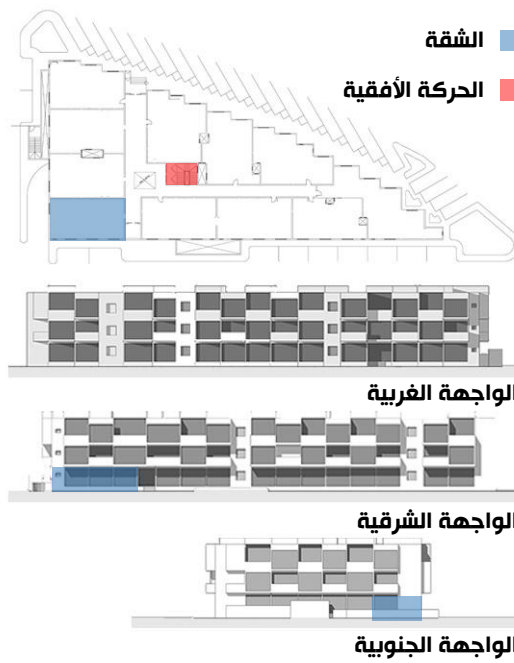 الشقة
الحركة الأفقية
الواجهة الغربية
الواجهة الشرقية
الواجهة الجنوبية